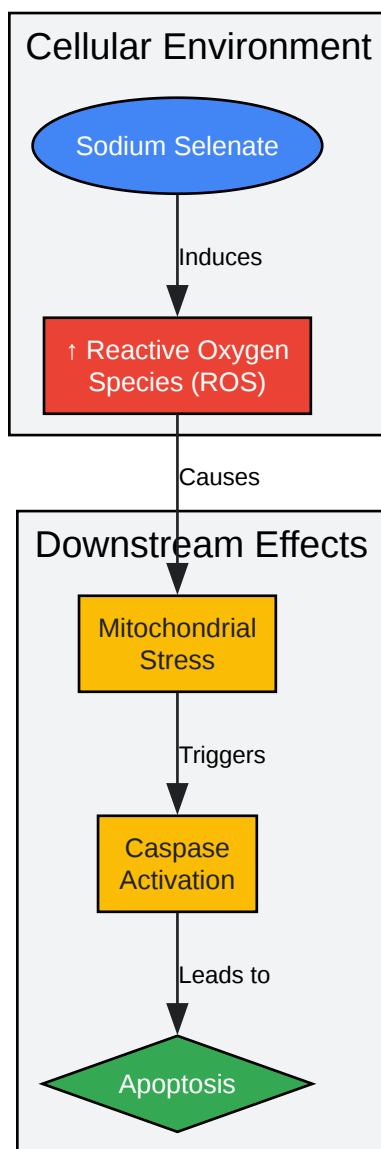 Cellular Environment
Sodium Selenate
Induces
↑ Reactive Oxygen
Species (ROS)
Causes
Downstream Effects
Mitochondrial
Stress
Triggers
Caspase
Activation
Leads to
Apoptosis